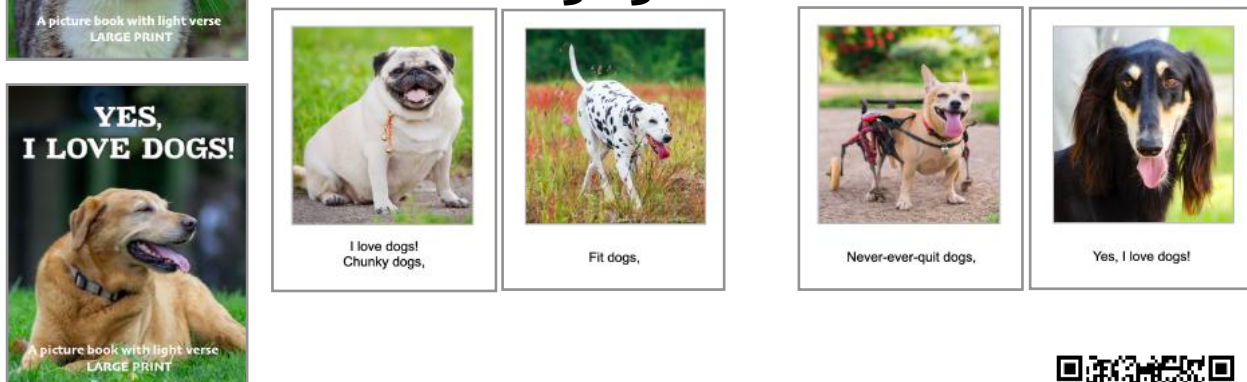 A picture book with light verse
LARGE PRINT
YES,
I LOVE DOGS!
A picture book with light verse
LARGE PRINT
I love dogs!
Chunky dogs,
Fit dogs,
Never-ever-quit dogs,
Yes, I love dogs!